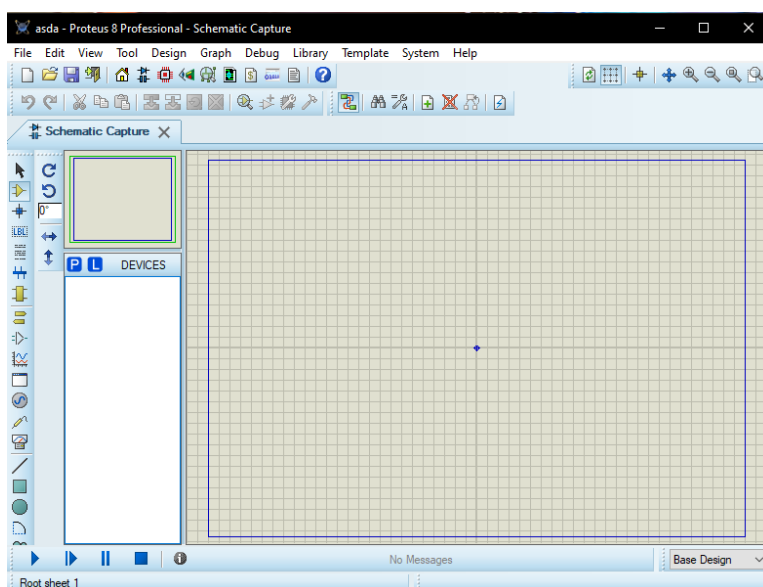 asda - Proteus 8 Professional - Schematic Capture
File Edit View Tool Design Graph Debug Library Template System Help
Schematic Capture
0°
LBL
P L DEVICES
No Messages
Base Design
Root sheet 1